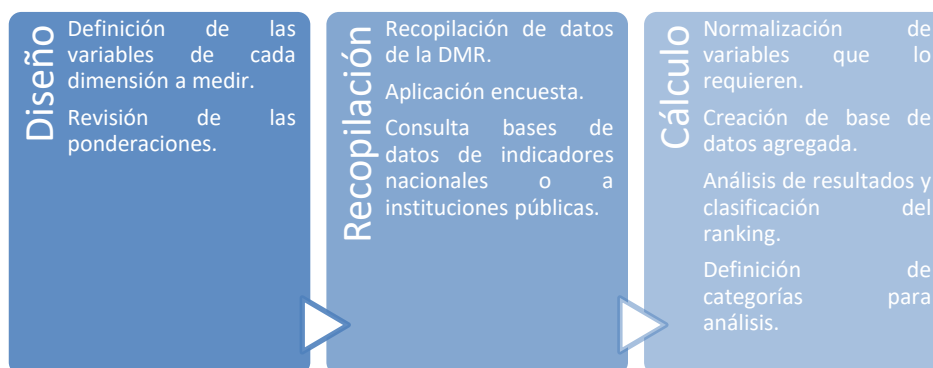 Diseño
Definición de las
variables de cada
dimensión a medir.
Revisión de las
ponderaciones.
Recopilación
Recopilación de datos
de la DMR.
Aplicación encuesta.
Consulta bases de
datos de indicadores
nacionales o a
instituciones públicas.
Cálculo
Normalización de
variables que lo
requieren.
Creación de base de
datos agregada.
Análisis de resultados y
clasificación del
ranking.
Definición de
categorías para
análisis.